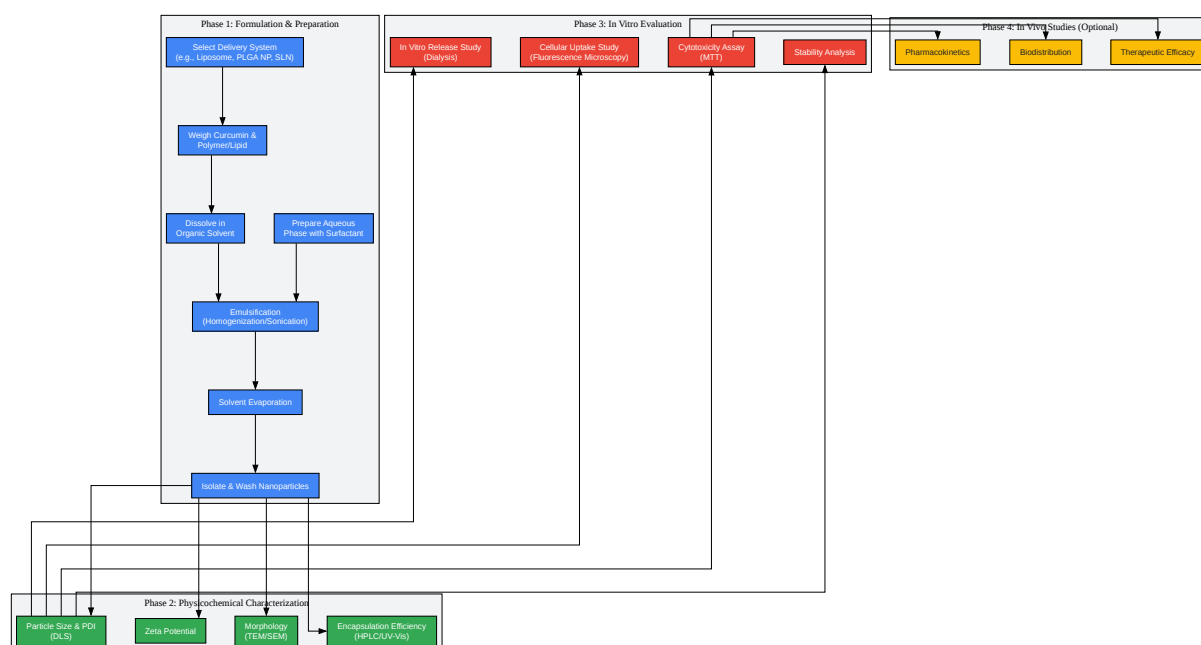 Phase 1: Formulation & Preparation
Select Delivery System
(e.g., Liposome, PLGA NP, SLN)
Weigh Curcumin &
Polymer/Lipid
Dissolve in
Organic Solvent
Prepare Aqueous
Phase with Surfactant
Emulsification
(Homogenization/Sonication)
Solvent Evaporation
Isolate & Wash Nanoparticles
Phase 2: Physicochemical Characterization
Particle Size & PDI
(DLS)
Zeta Potential
Morphology
(TEM/SEM)
Encapsulation Efficiency
(HPLC/UV-Vis)
Phase 3: In Vitro Evaluation
In Vitro Release Study
(Dialysis)
Cellular Uptake Study
(Fluorescence Microscopy)
Cytotoxicity Assay
(MTT)
Stability Analysis
Phase 4: In Vivo Studies (Optional)
Pharmacokinetics
Biodistribution
Therapeutic Efficacy